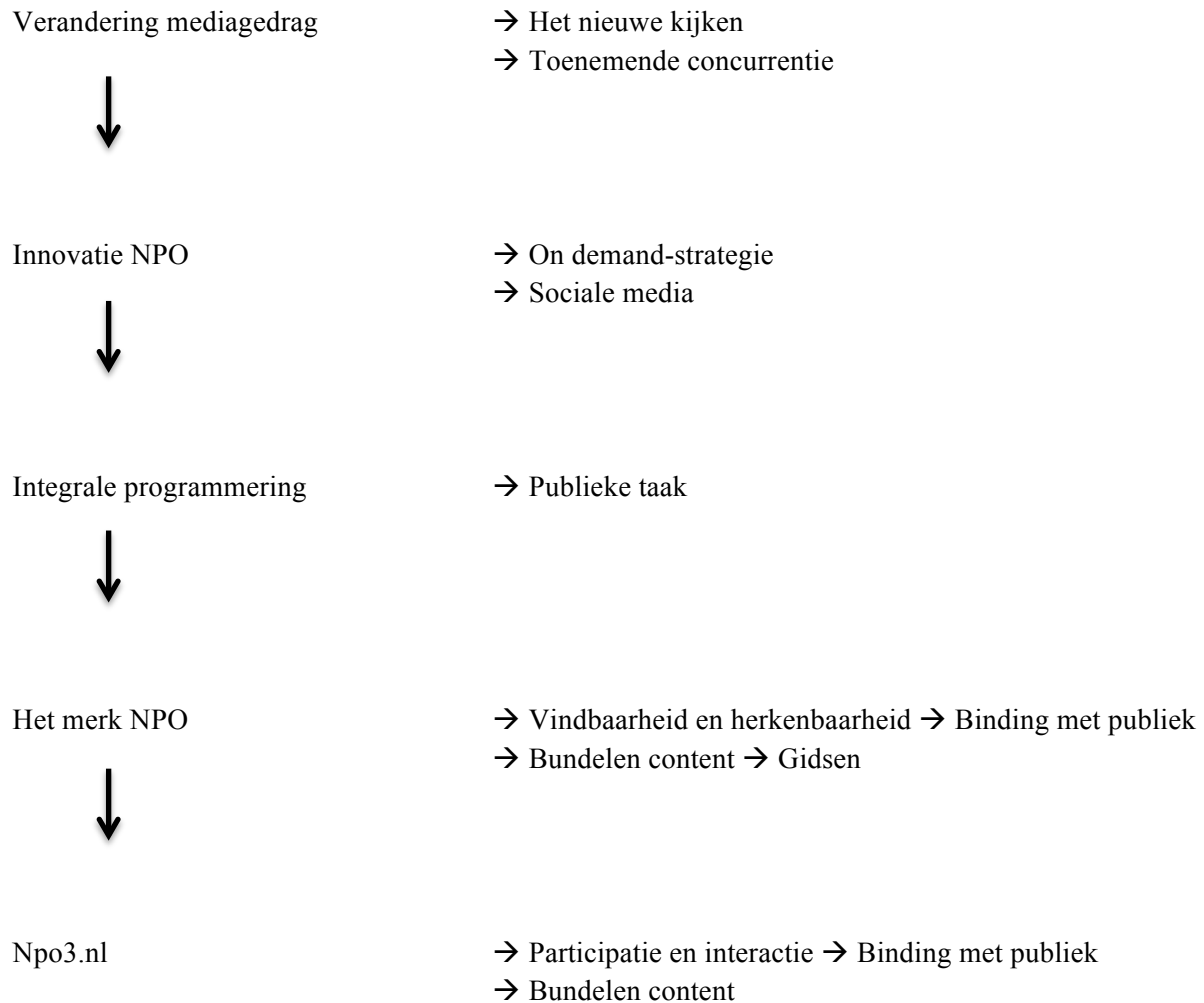 Verandering mediagedrag → Het nieuwe kijken
→ Toenemende concurrentie
Innovatie NPO → On demand-strategie
→ Sociale media
Integrale programmering → Publieke taak
Het merk NPO → Vindbaarheid en herkenbaarheid → Binding met publiek
→ Bundelen content → Gidsen
Npo3.nl → Participatie en interactie → Binding met publiek
→ Bundelen content